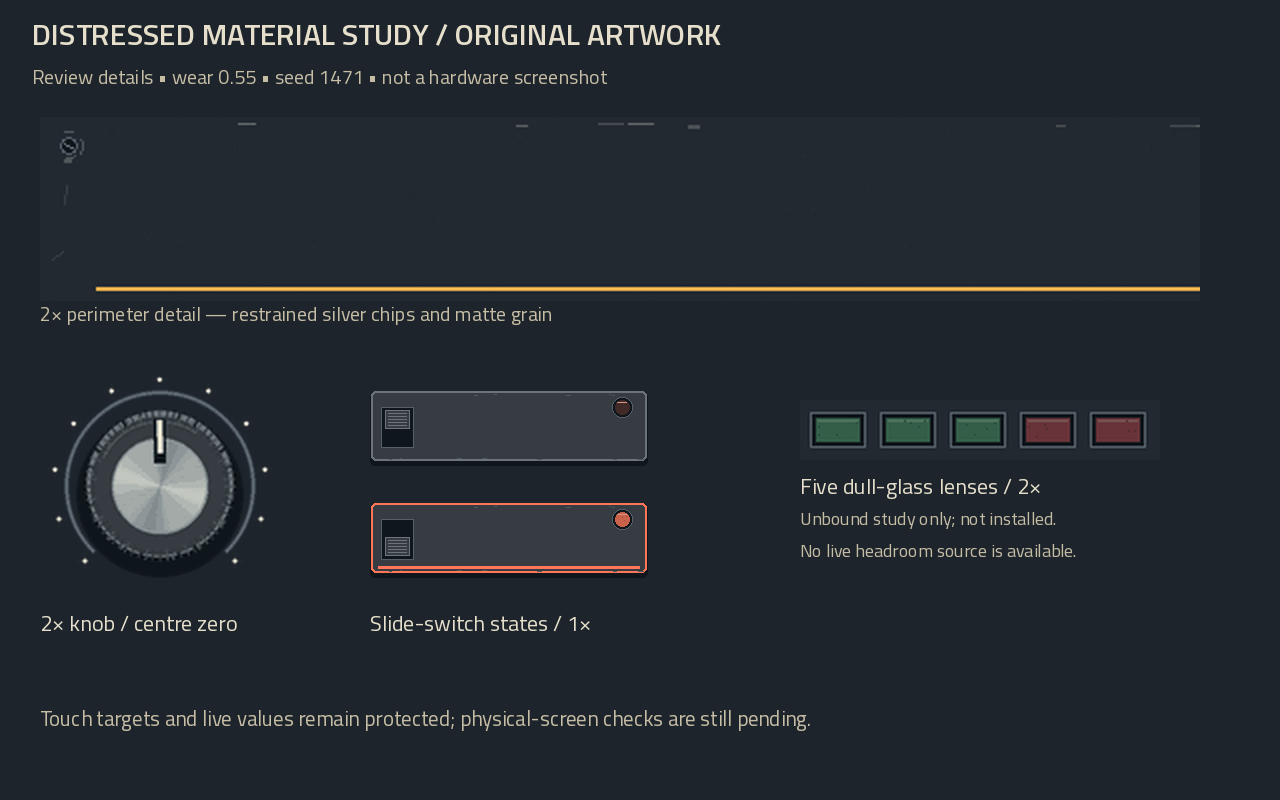 DISTRESSED MATERIAL STUDY / ORIGINAL ARTWORK
Review details ▪ wear 0.55 ▪ seed 1471 ▪ not a hardware screenshot
2× perimeter detail — restrained silver chips and matte grain
Five dull-glass lenses / 2×
Unbound study only; not installed.
No live headroom source is available.
2× knob / centre zero
Slide-switch states / 1×
Touch targets and live values remain protected; physical-screen checks are still pending.